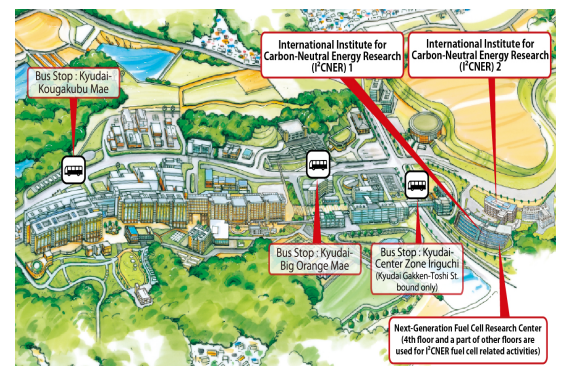 International Institute for
Carbon-Neutral Energy Research
(I²CNER) 1
International Institute for
Carbon-Neutral Energy Research
(I²CNER) 2
Bus Stop : Kyudai-
Kougakubu Mae
Bus Stop : Kyudai-
Big Orange Mae
Bus Stop : Kyudai-
Center Zone Iriguchi
(Kyudai Gakken-Toshi St.
bound only)
Next-Generation Fuel Cell Research Center
(4th floor and a part of other floors are
used for I²CNER fuel cell related activities)